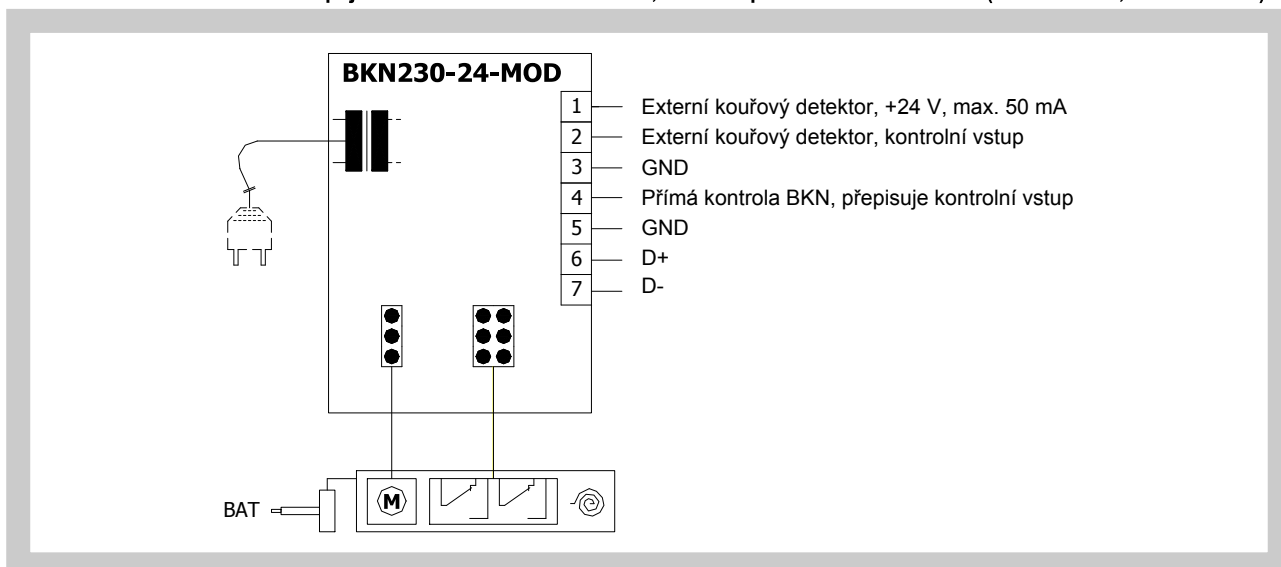 BKN230-24-MOD
1 Externí kouřový detektor, +24 V, max. 50 mA
2 Externí kouřový detektor, kontrolní vstup
3 GND
4 Přímá kontrola BKN, přepisuje kontrolní vstup
5 GND
6 D+
7 D-
M
BAT